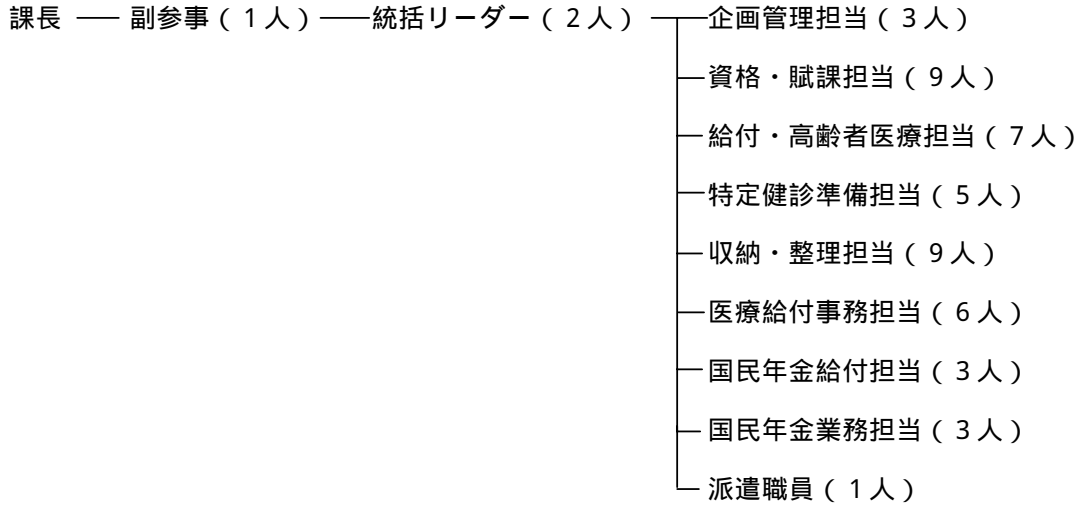 課長 ―― 副参事(1人)――統括リーダー(2人) 企画管理担当(3人)
資格・賦課担当(9人)
給付・高齢者医療担当(7人)
特定健診準備担当(5人)
収納・整理担当(9人)
医療給付事務担当(6人)
国民年金給付担当(3人)
国民年金業務担当(3人)
派遣職員(1人)